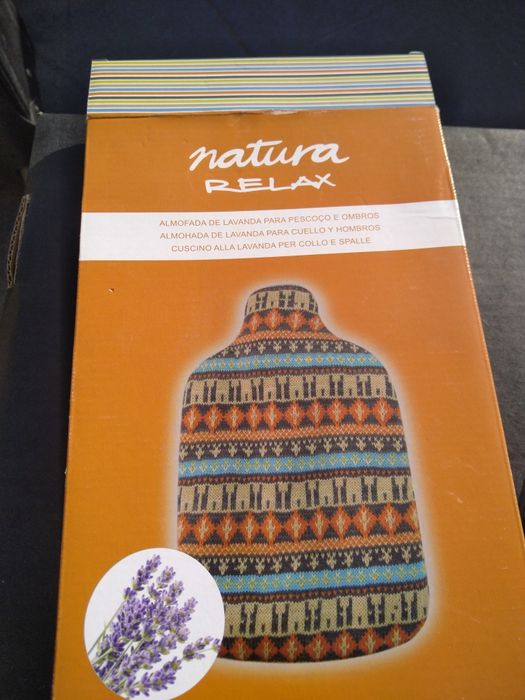 natura
RELAX
ALMOFADA DE LAVANDA PARA PESCOÇO E OMBROS
ALMOHADA DE LAVANDA PARA CUELLO Y HOMBROS
CUSCINO ALLA LAVANDA PER COLLO E SPALLE